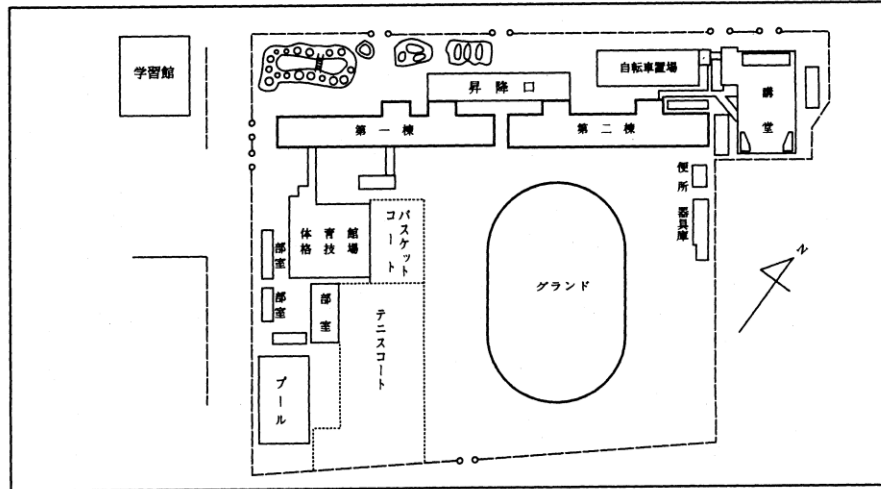 学習館
自転車置場
昇降口
講堂
第一棟
第二棟
便所
器具庫
体育館
格技場
バスケット
コート
部室
グランド
部室
部室
テニスコート
プール
N